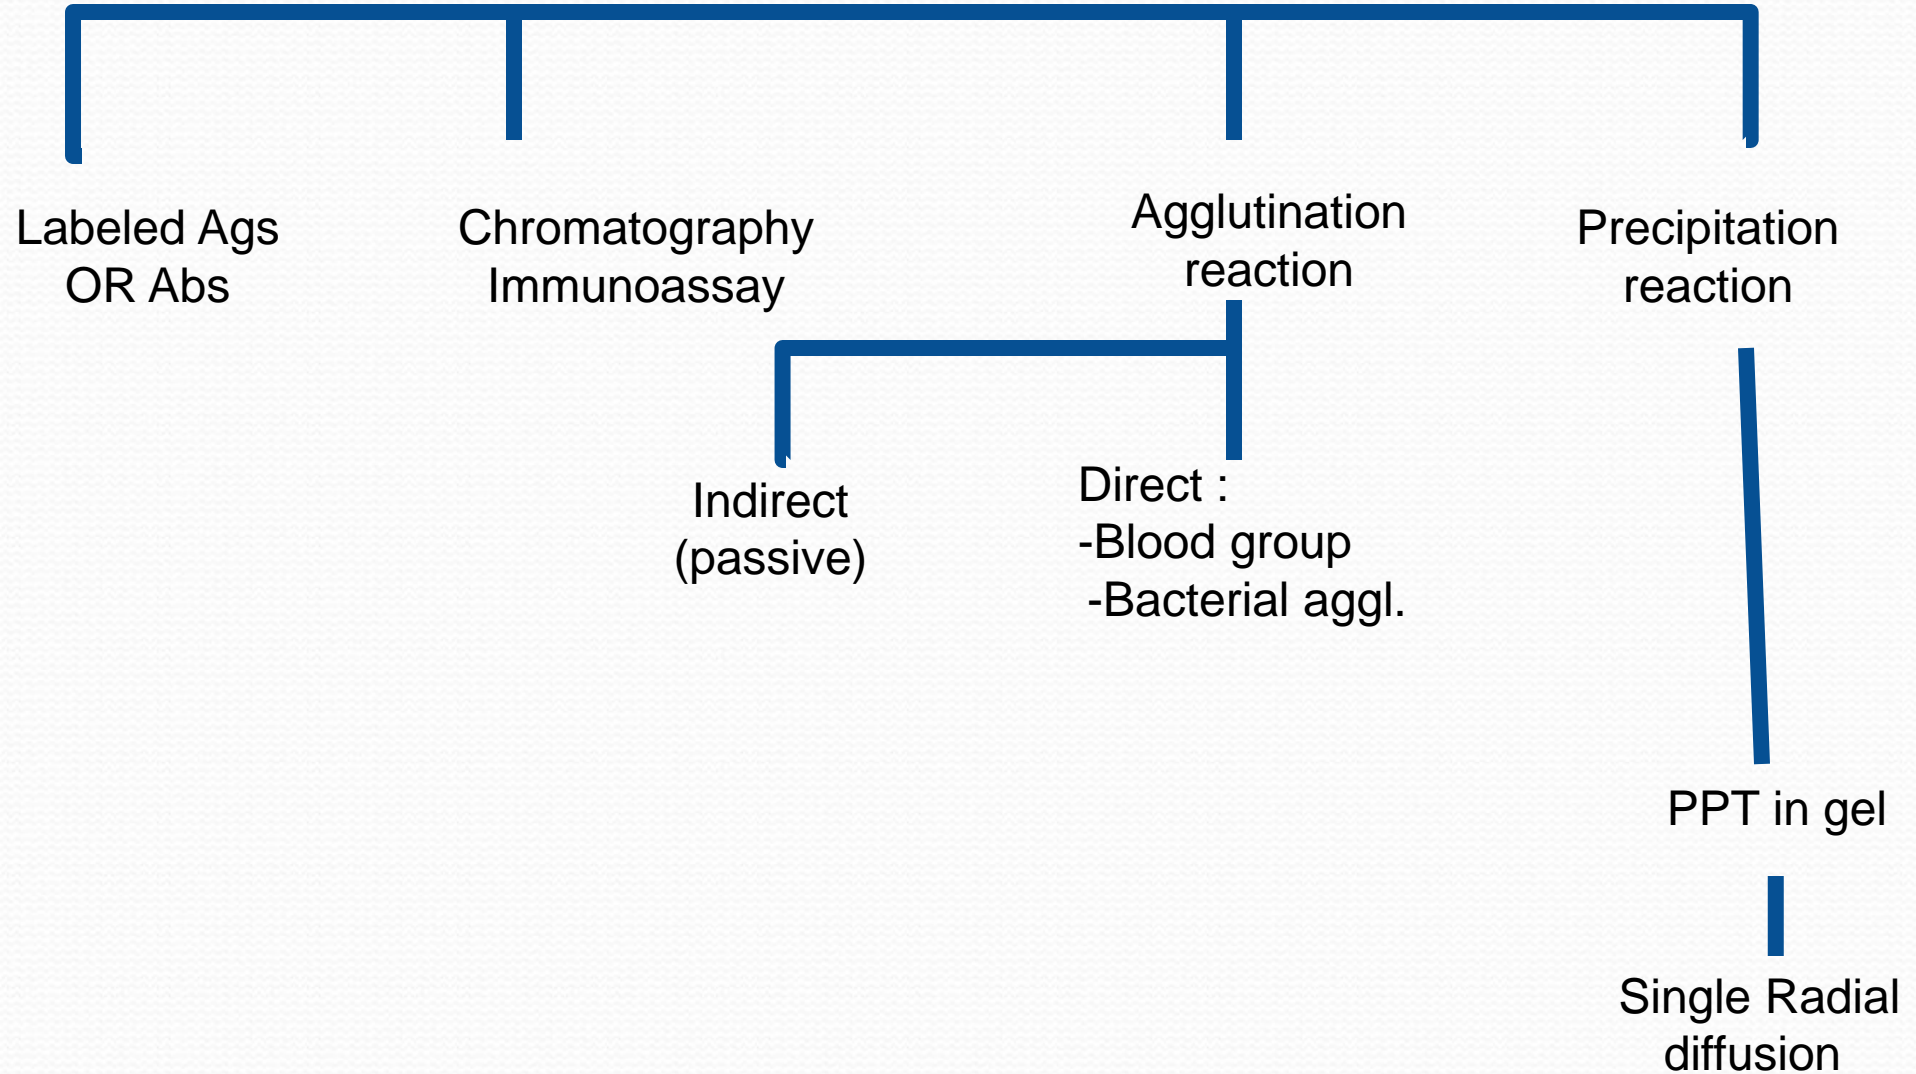 Labeled Ags
OR Abs
Chromatography
Immunoassay
Agglutination
reaction
Precipitation
reaction
Indirect
(passive)
Direct :
-Blood group
-Bacterial aggl.
PPT in gel
Single Radial
diffusion